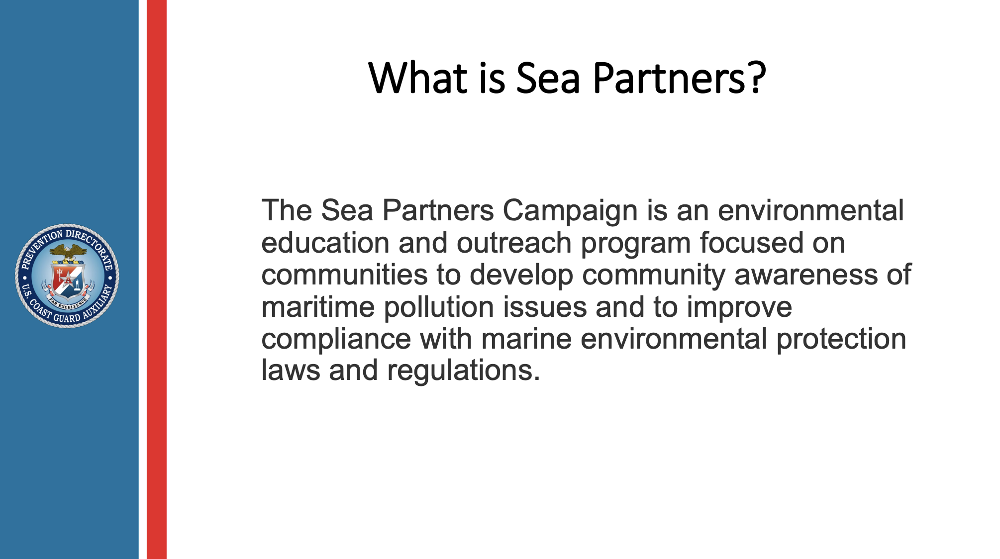 What is Sea Partners?
The Sea Partners Campaign is an environmental
education and outreach program focused on
communities to develop community awareness of
maritime pollution issues and to improve
compliance with marine environmental protection
laws and regulations.
PREVENTION DIRECTORATE
U.S. COAST GUARD AUXILIARY
A
PAR EXCELLENCE